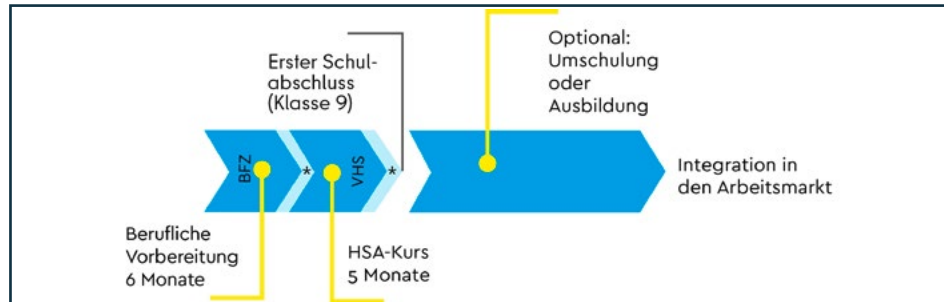 Erster Schul-
abschluss
(Klasse 9)
Optional:
Umschulung
oder
Ausbildung
BFZ
*
VHS
*
Integration in
den Arbeitsmarkt
Berufliche
Vorbereitung
6 Monate
HSA-Kurs
5 Monate